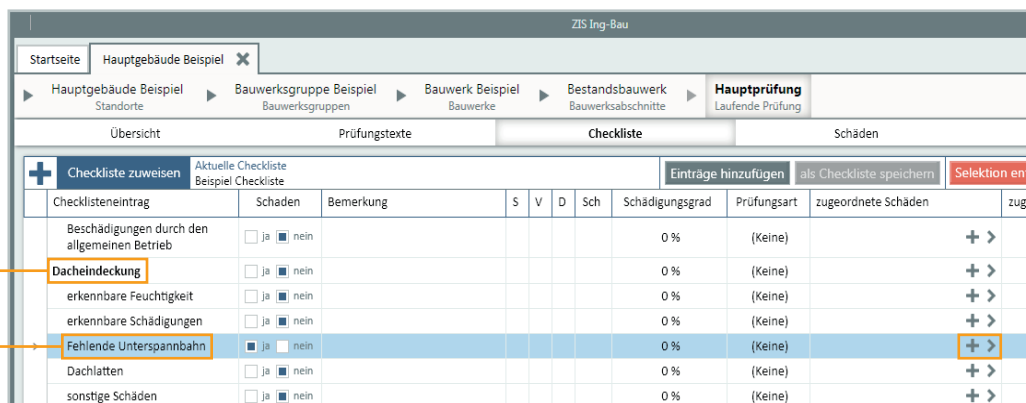 ZIS Ing-Bau
Startseite Hauptgebäude Beispiel
Hauptgebäude Beispiel Bauwerksgruppe Beispiel Bauwerk Beispiel Bestandsbauwerk Hauptprüfung
Standorte Bauwerksgruppen Bauwerke Bauwerksabschnitte Laufende Prüfung
Übersicht Prüfungstexte Checkliste Schäden
Checkliste zuweisen Aktuelle Checkliste Einträge hinzufügen als Checkliste speichern Selektion en
Beispiel Checkliste
Checklisteneintrag Schaden Bemerkung S V D Sch Schädigungsgrad Prüfungsart zugeordnete Schäden zug
Beschädigungen durch den
allgemeinen Betrieb ja nein 0 % (Keine)
Dacheindeckung ja nein 0 % (Keine)
erkennbare Feuchtigkeit ja nein 0 % (Keine)
erkennbare Schädigungen ja nein 0 % (Keine)
Fehlende Unterspannbahn ja nein 0 % (Keine)
Dachlatten ja nein 0 % (Keine)
sonstige Schäden ja nein 0 % (Keine)